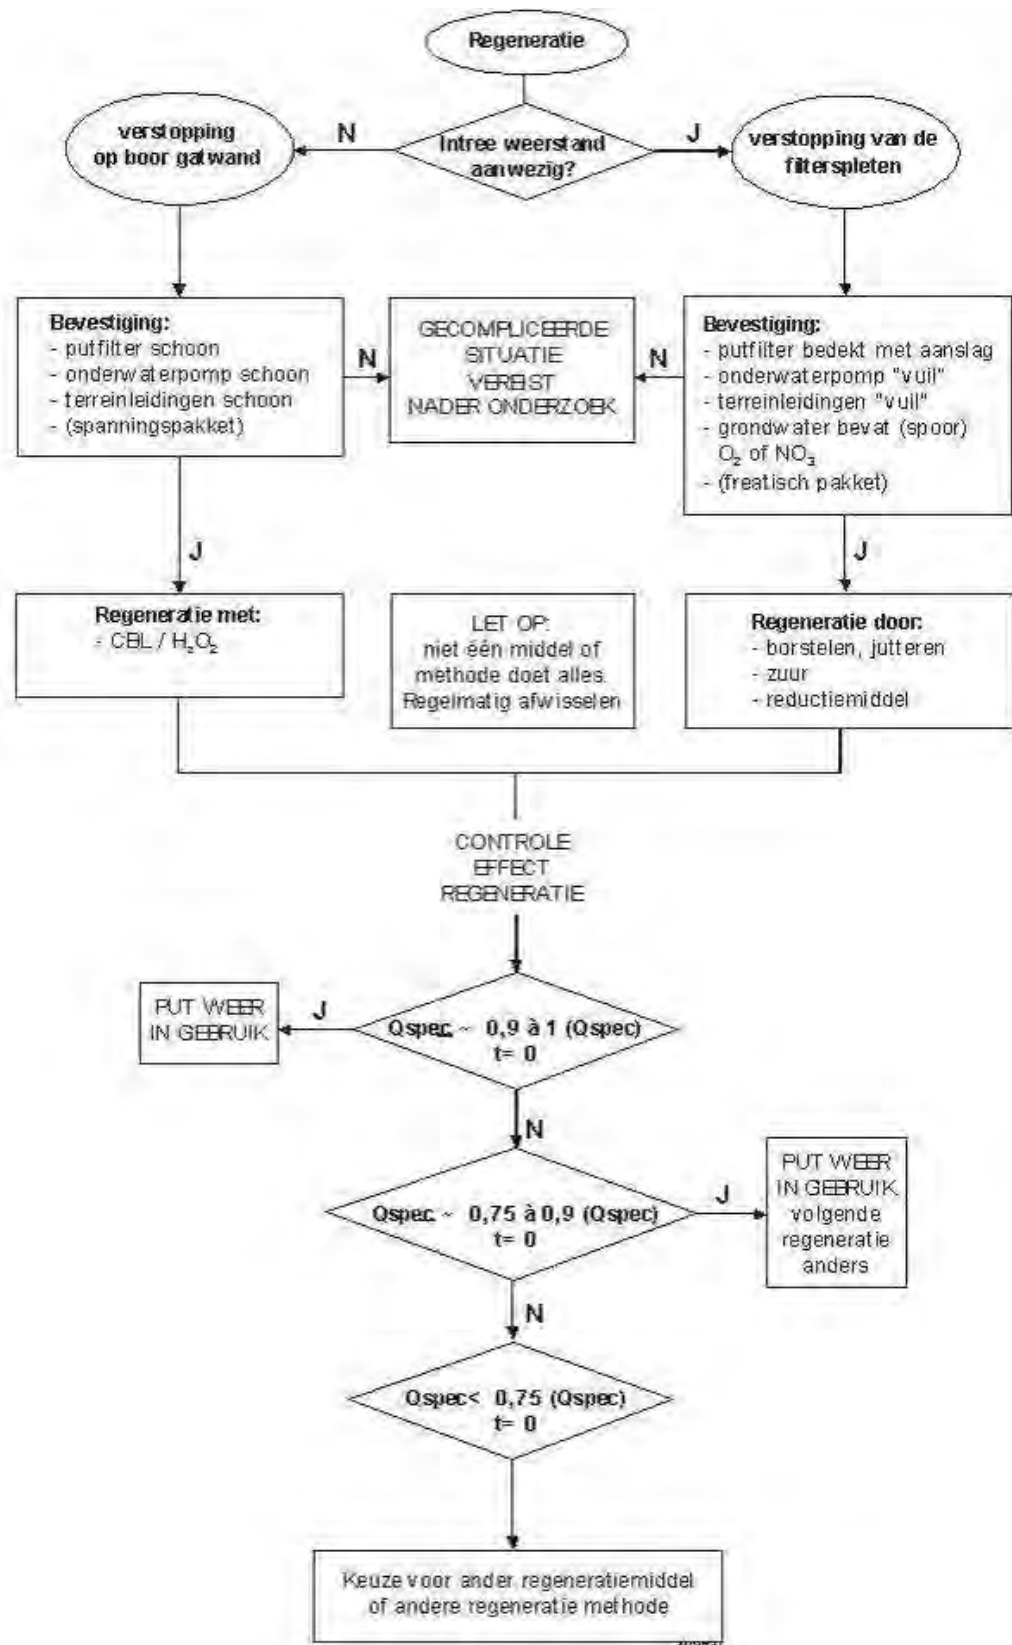 Regeneratie
verstopping
op boor gatwand
N
Intree weerstand
aanwezig?
J
verstopping van de
filterspleten
Bevestiging:
- putfilter schoon
- onderwaterpomp schoon
- terreinleidingen schoon
- (spanningspakket)
N
GECOMPLICEERDE
SITUATIE
VEREIST
NADER ONDERZOEK
N
Bevestiging:
- putfilter bedekt met aanslag
- onderwaterpomp "vuil"
- terreinleidingen "vuil"
- grondwater bevat (spoor)
O₂ of NO₃
- (freatisch pakket)
J
J
Regeneratie met:
- CBL / H₂O₂
LET OP:
niet één middel of
methode doet alles.
Regelmatig afwisselen
Regeneratie door:
- borstelen, jutteren
- zuur
- reductiemiddel
CONTROLE
EFFECT
REGENERATIE
PUT WEER
IN GEBRUIK
J
Qspec ~ 0,9 à 1 (Qspec)
t= 0
N
Qspec ~ 0,75 à 0,9 (Qspec)
t= 0
J
PUT WEER
IN GEBRUIK
volgende
regeneratie
anders
N
Qspec< 0,75 (Qspec)
t= 0
Keuze voor ander regeneratiemiddel
of andere regeneratie methode